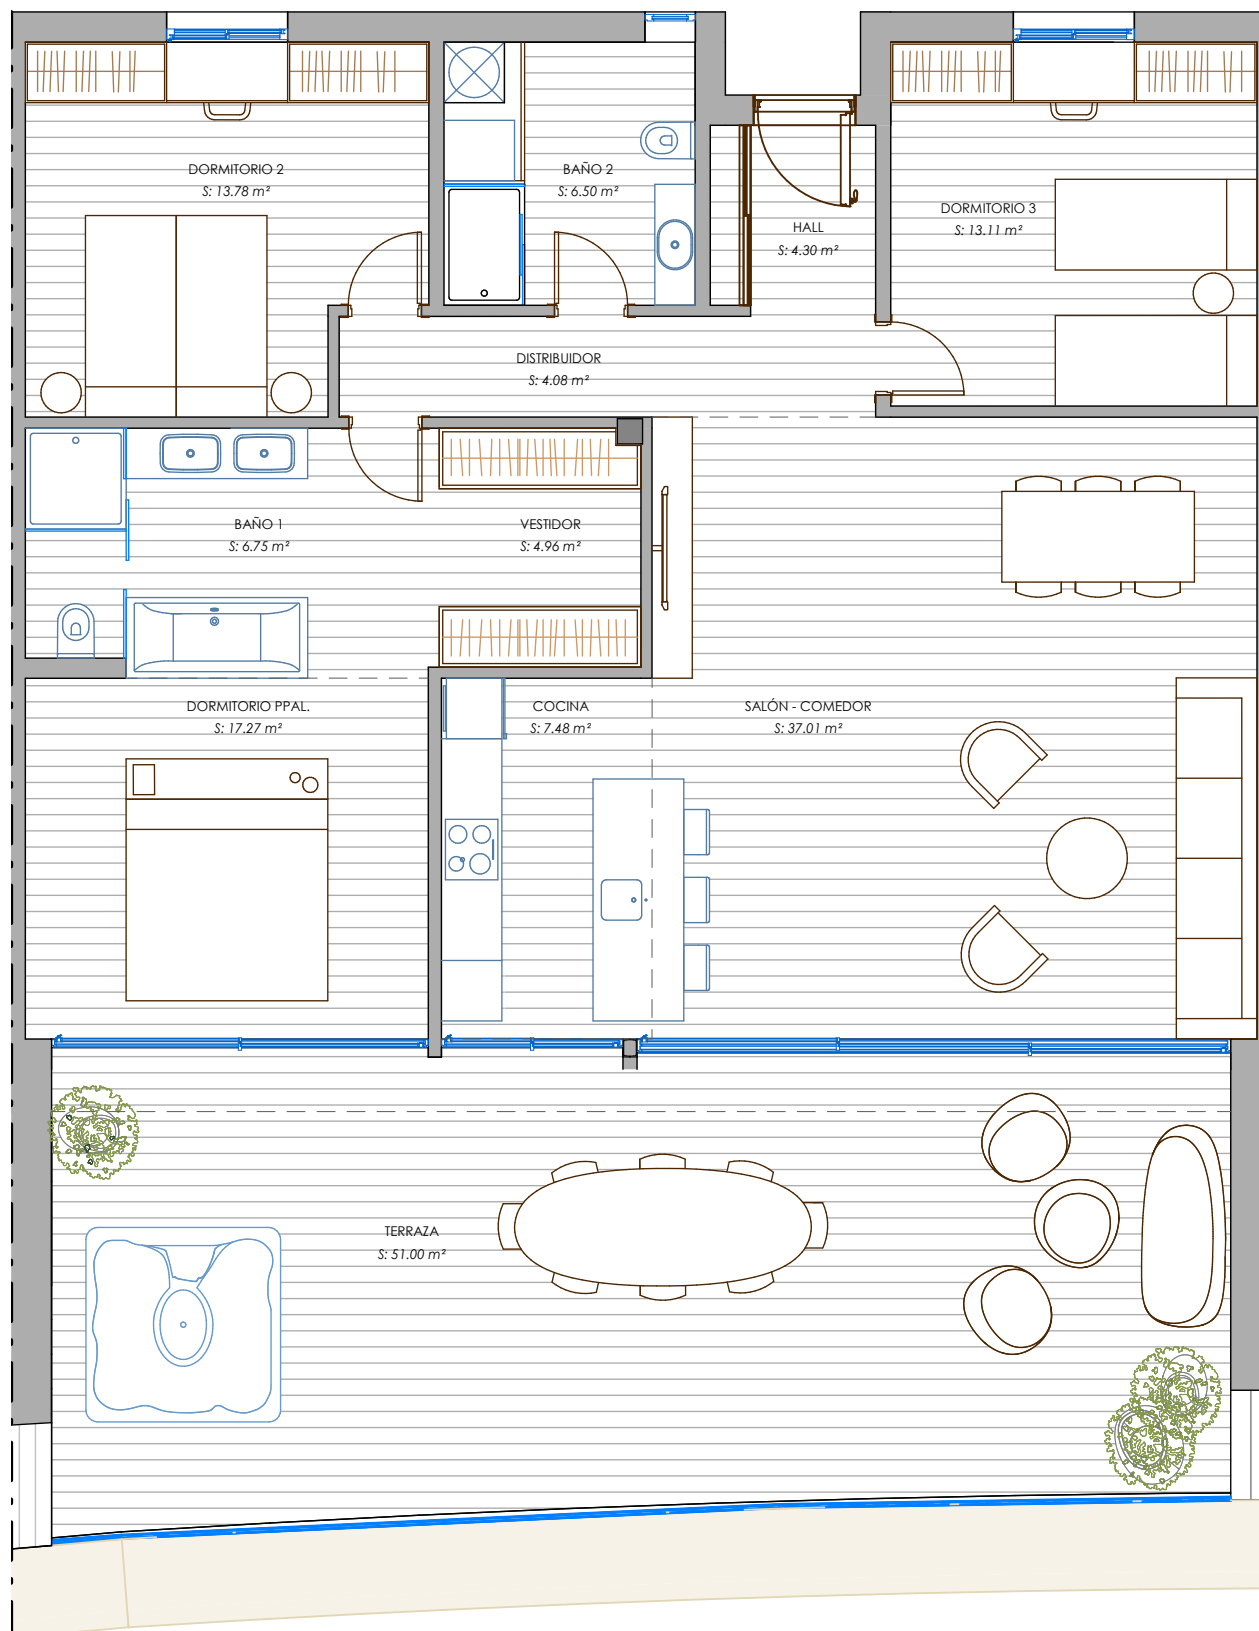 DORMITORIO 2
S: 13.78 m²
BAÑO 2
S: 6.50 m²
HALL
S: 4.30 m²
DORMITORIO 3
S: 13.11 m²
DISTRIBUIDOR
S: 4.08 m²
BAÑO 1
S: 6.75 m²
VESTIDOR
S: 4.96 m²
DORMITORIO PPAL.
S: 17.27 m²
COCINA
S: 7.48 m²
SALÓN - COMEDOR
S: 37.01 m²
TERRAZA
S: 51.00 m²